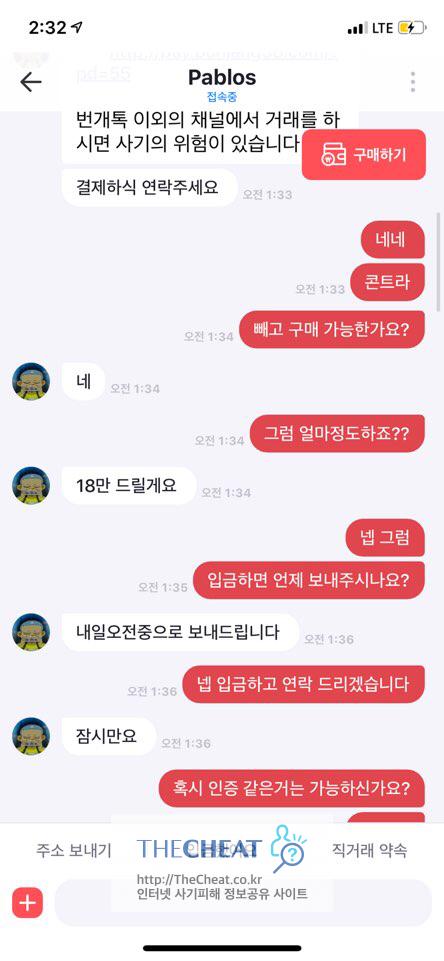 2:32
LTE
Pablos
접속중
pd=55
번개톡 이외의 채널에서 거래를 하
시면 사기의 위험이 있습니다
구매하기
결제하식 연락주세요
오전 1:33
네네
콘트라
오전 1:33
빼고 구매 가능한가요?
오전 1:34
네
오전 1:34
그럼 얼마정도하죠??
오전 1:34
18만 드릴게요
오전 1:34
넵 그럼
입금하면 언제 보내주시나요?
오전 1:35
내일오전중으로 보내드립니다
오전 1:36
넵 입금하고 연락 드리겠습니다
오전 1:36
잠시만요
오전 1:36
혹시 인증 같은거는 가능하신가요?
주소 보내기
직거래 약속
THECHEAT
http://TheCheat.co.kr
인터넷 사기피해 정보공유 사이트